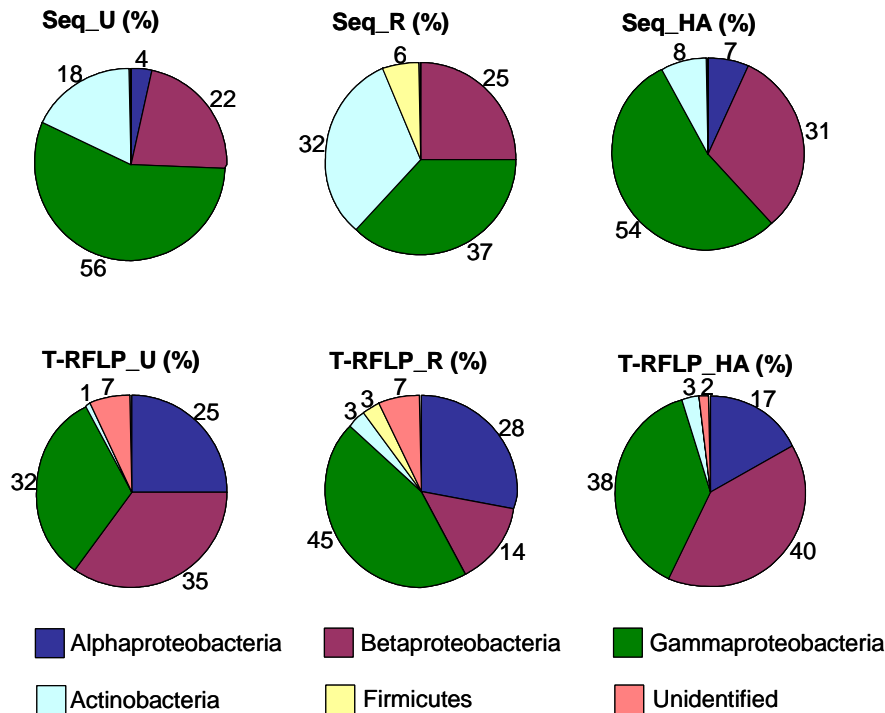 Seq_U (%) Seq_R (%) Seq_HA (%)
18 4 22 56
6 25 32 37
8 7 31 54
T-RFLP_U (%) T-RFLP_R (%) T-RFLP_HA (%)
1 7 25 32 35
3 3 7 28 45 14
3 2 17 38 40
Alphaproteobacteria Betaproteobacteria Gammaproteobacteria
Actinobacteria Firmicutes Unidentified